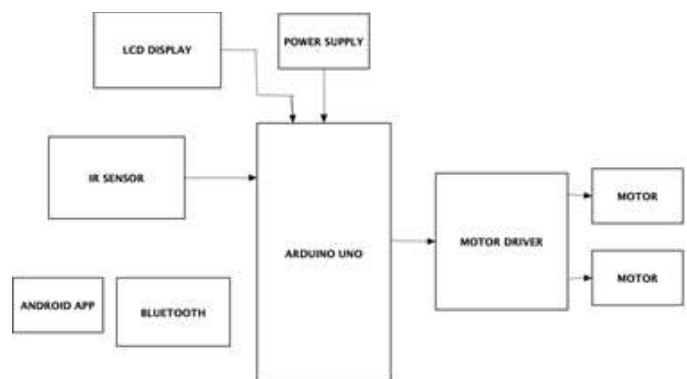 LCD DISPLAY
POWER SUPPLY
IR SENSOR
ARDUINO UNO
MOTOR DRIVER
MOTOR
MOTOR
ANDROID APP
BLUETOOTH